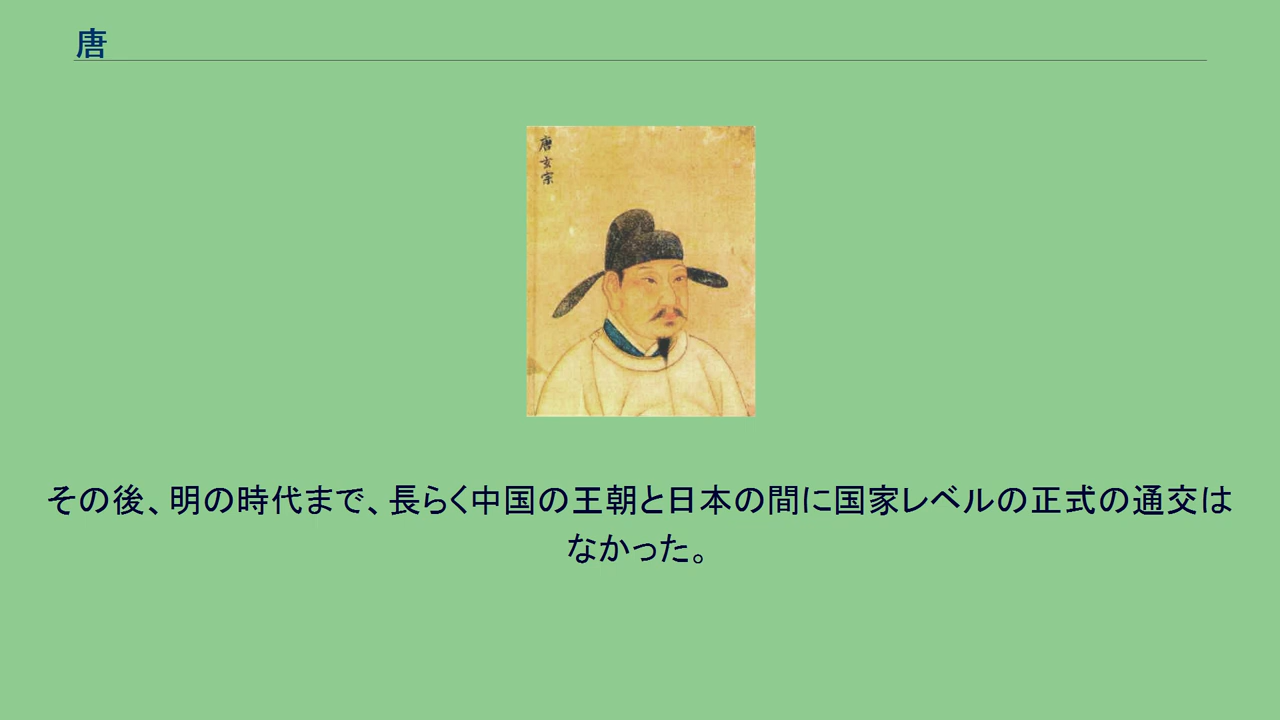 唐
唐玄宗
その後、明の時代まで、長らく中国の王朝と日本の間に国家レベルの正式の通交は
なかった。